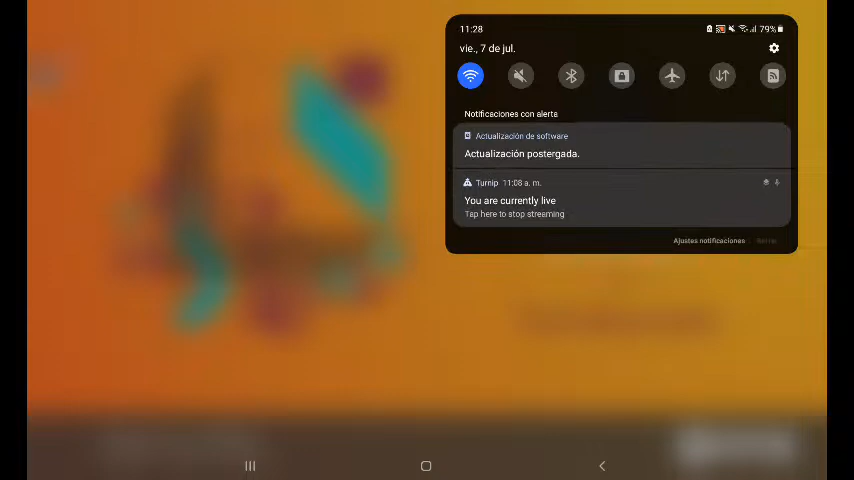 11:28
79%
vie., 7 de jul.
Notificaciones con alerta
Actualización de software
Actualización postergada.
Turnip 11:08 a. m.
You are currently live
Tap here to stop streaming
Ajustes notificaciones